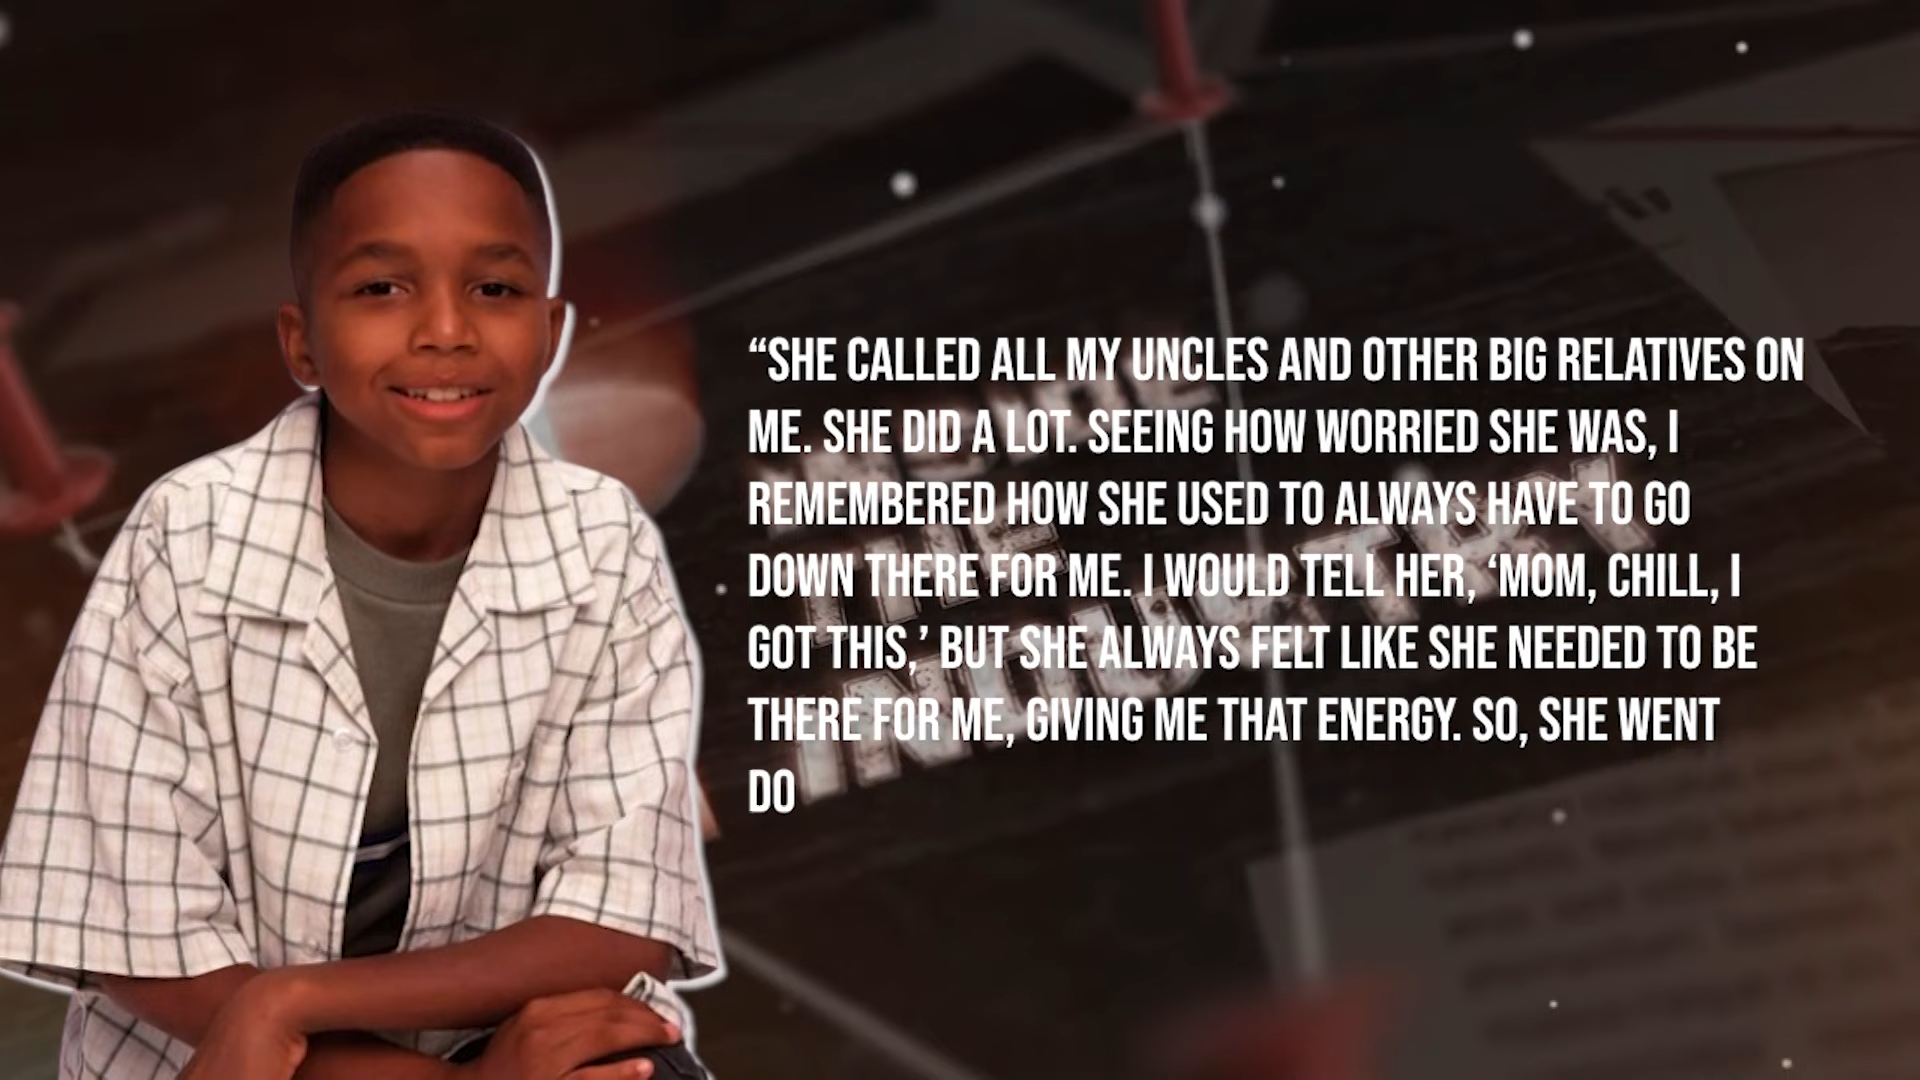 “SHE CALLED ALL MY UNCLES AND OTHER BIG RELATIVES ON
ME. SHE DID A LOT. SEEING HOW WORRIED SHE WAS, I
REMEMBERED HOW SHE USED TO ALWAYS HAVE TO GO
DOWN THERE FOR ME. I WOULD TELL HER, ‘MOM, CHILL, I
GOT THIS,’ BUT SHE ALWAYS FELT LIKE SHE NEEDED TO BE
THERE FOR ME, GIVING ME THAT ENERGY. SO, SHE WENT
DO
THE
INDUSTRY